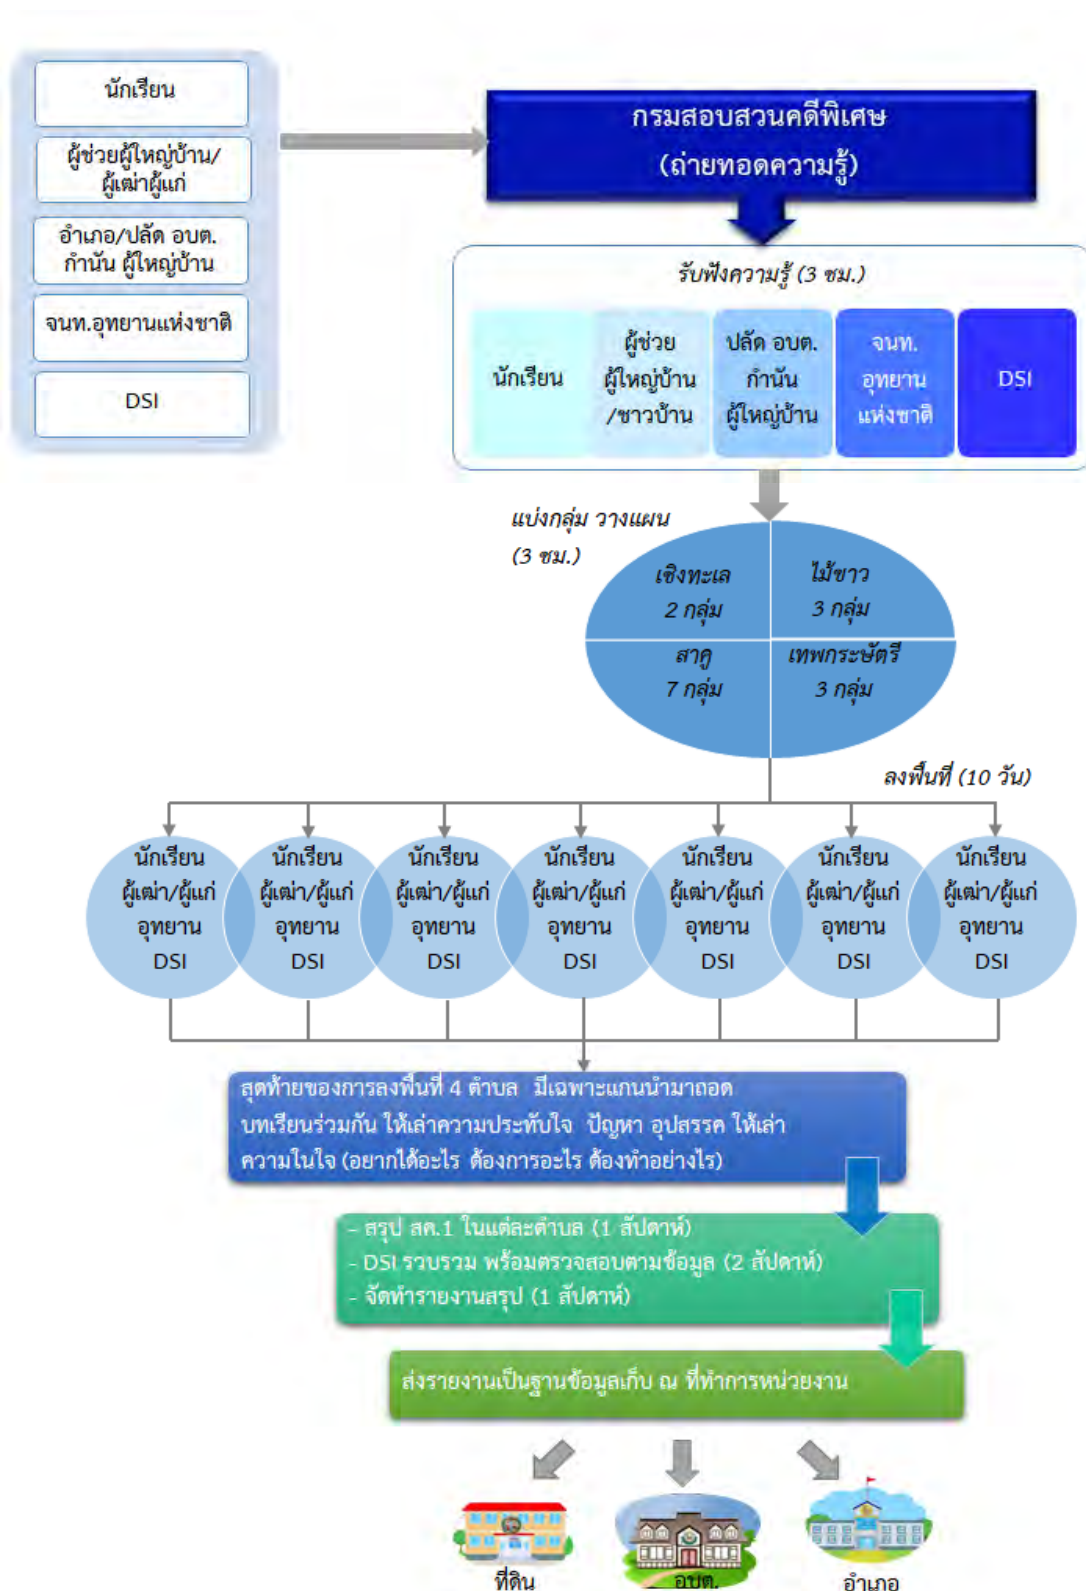 นักเรียน
ผู้ช่วยผู้ใหญ่บ้าน/
ผู้เฒ่าผู้แก่
อำเภอ/ปลัด อบต.
กำนัน ผู้ใหญ่บ้าน
จนท.อุทยานแห่งชาติ
DSI
กรมสอบสวนคดีพิเศษ
(ถ่ายทอดความรู้)
รับฟังความรู้ (3 ชม.)
นักเรียน
ผู้ช่วย
ผู้ใหญ่บ้าน
/ชาวบ้าน
ปลัด อบต.
กำนัน
ผู้ใหญ่บ้าน
จนท.
อุทยาน
แห่งชาติ
DSI
แบ่งกลุ่ม วางแผน
(3 ชม.)
เชิงทะเล
2 กลุ่ม
ไม้ขาว
3 กลุ่ม
สาคู
7 กลุ่ม
เทพกระษัตรี
3 กลุ่ม
ลงพื้นที่ (10 วัน)
นักเรียน
ผู้เฒ่า/ผู้แก่
อุทยาน
DSI
นักเรียน
ผู้เฒ่า/ผู้แก่
อุทยาน
DSI
นักเรียน
ผู้เฒ่า/ผู้แก่
อุทยาน
DSI
นักเรียน
ผู้เฒ่า/ผู้แก่
อุทยาน
DSI
นักเรียน
ผู้เฒ่า/ผู้แก่
อุทยาน
DSI
นักเรียน
ผู้เฒ่า/ผู้แก่
อุทยาน
DSI
นักเรียน
ผู้เฒ่า/ผู้แก่
อุทยาน
DSI
สุดท้ายของการลงพื้นที่ 4 ตำบล มีเฉพาะแกนนำมาถอด
บทเรียนร่วมกัน ให้เล่าความประทับใจ ปัญหา อุปสรรค ให้เล่า
ความในใจ (อยากได้อะไร ต้องการอะไร ต้องทำอย่างไร)
- สรุป สค.1 ในแต่ละตำบล (1 สัปดาห์)
- DSI รวบรวม พร้อมตรวจสอบตามข้อมูล (2 สัปดาห์)
- จัดทำรายงานสรุป (1 สัปดาห์)
ส่งรายงานเป็นฐานข้อมูลเก็บ ณ ที่ทำการหน่วยงาน
ที่ดิน
อบต.
อำเภอ